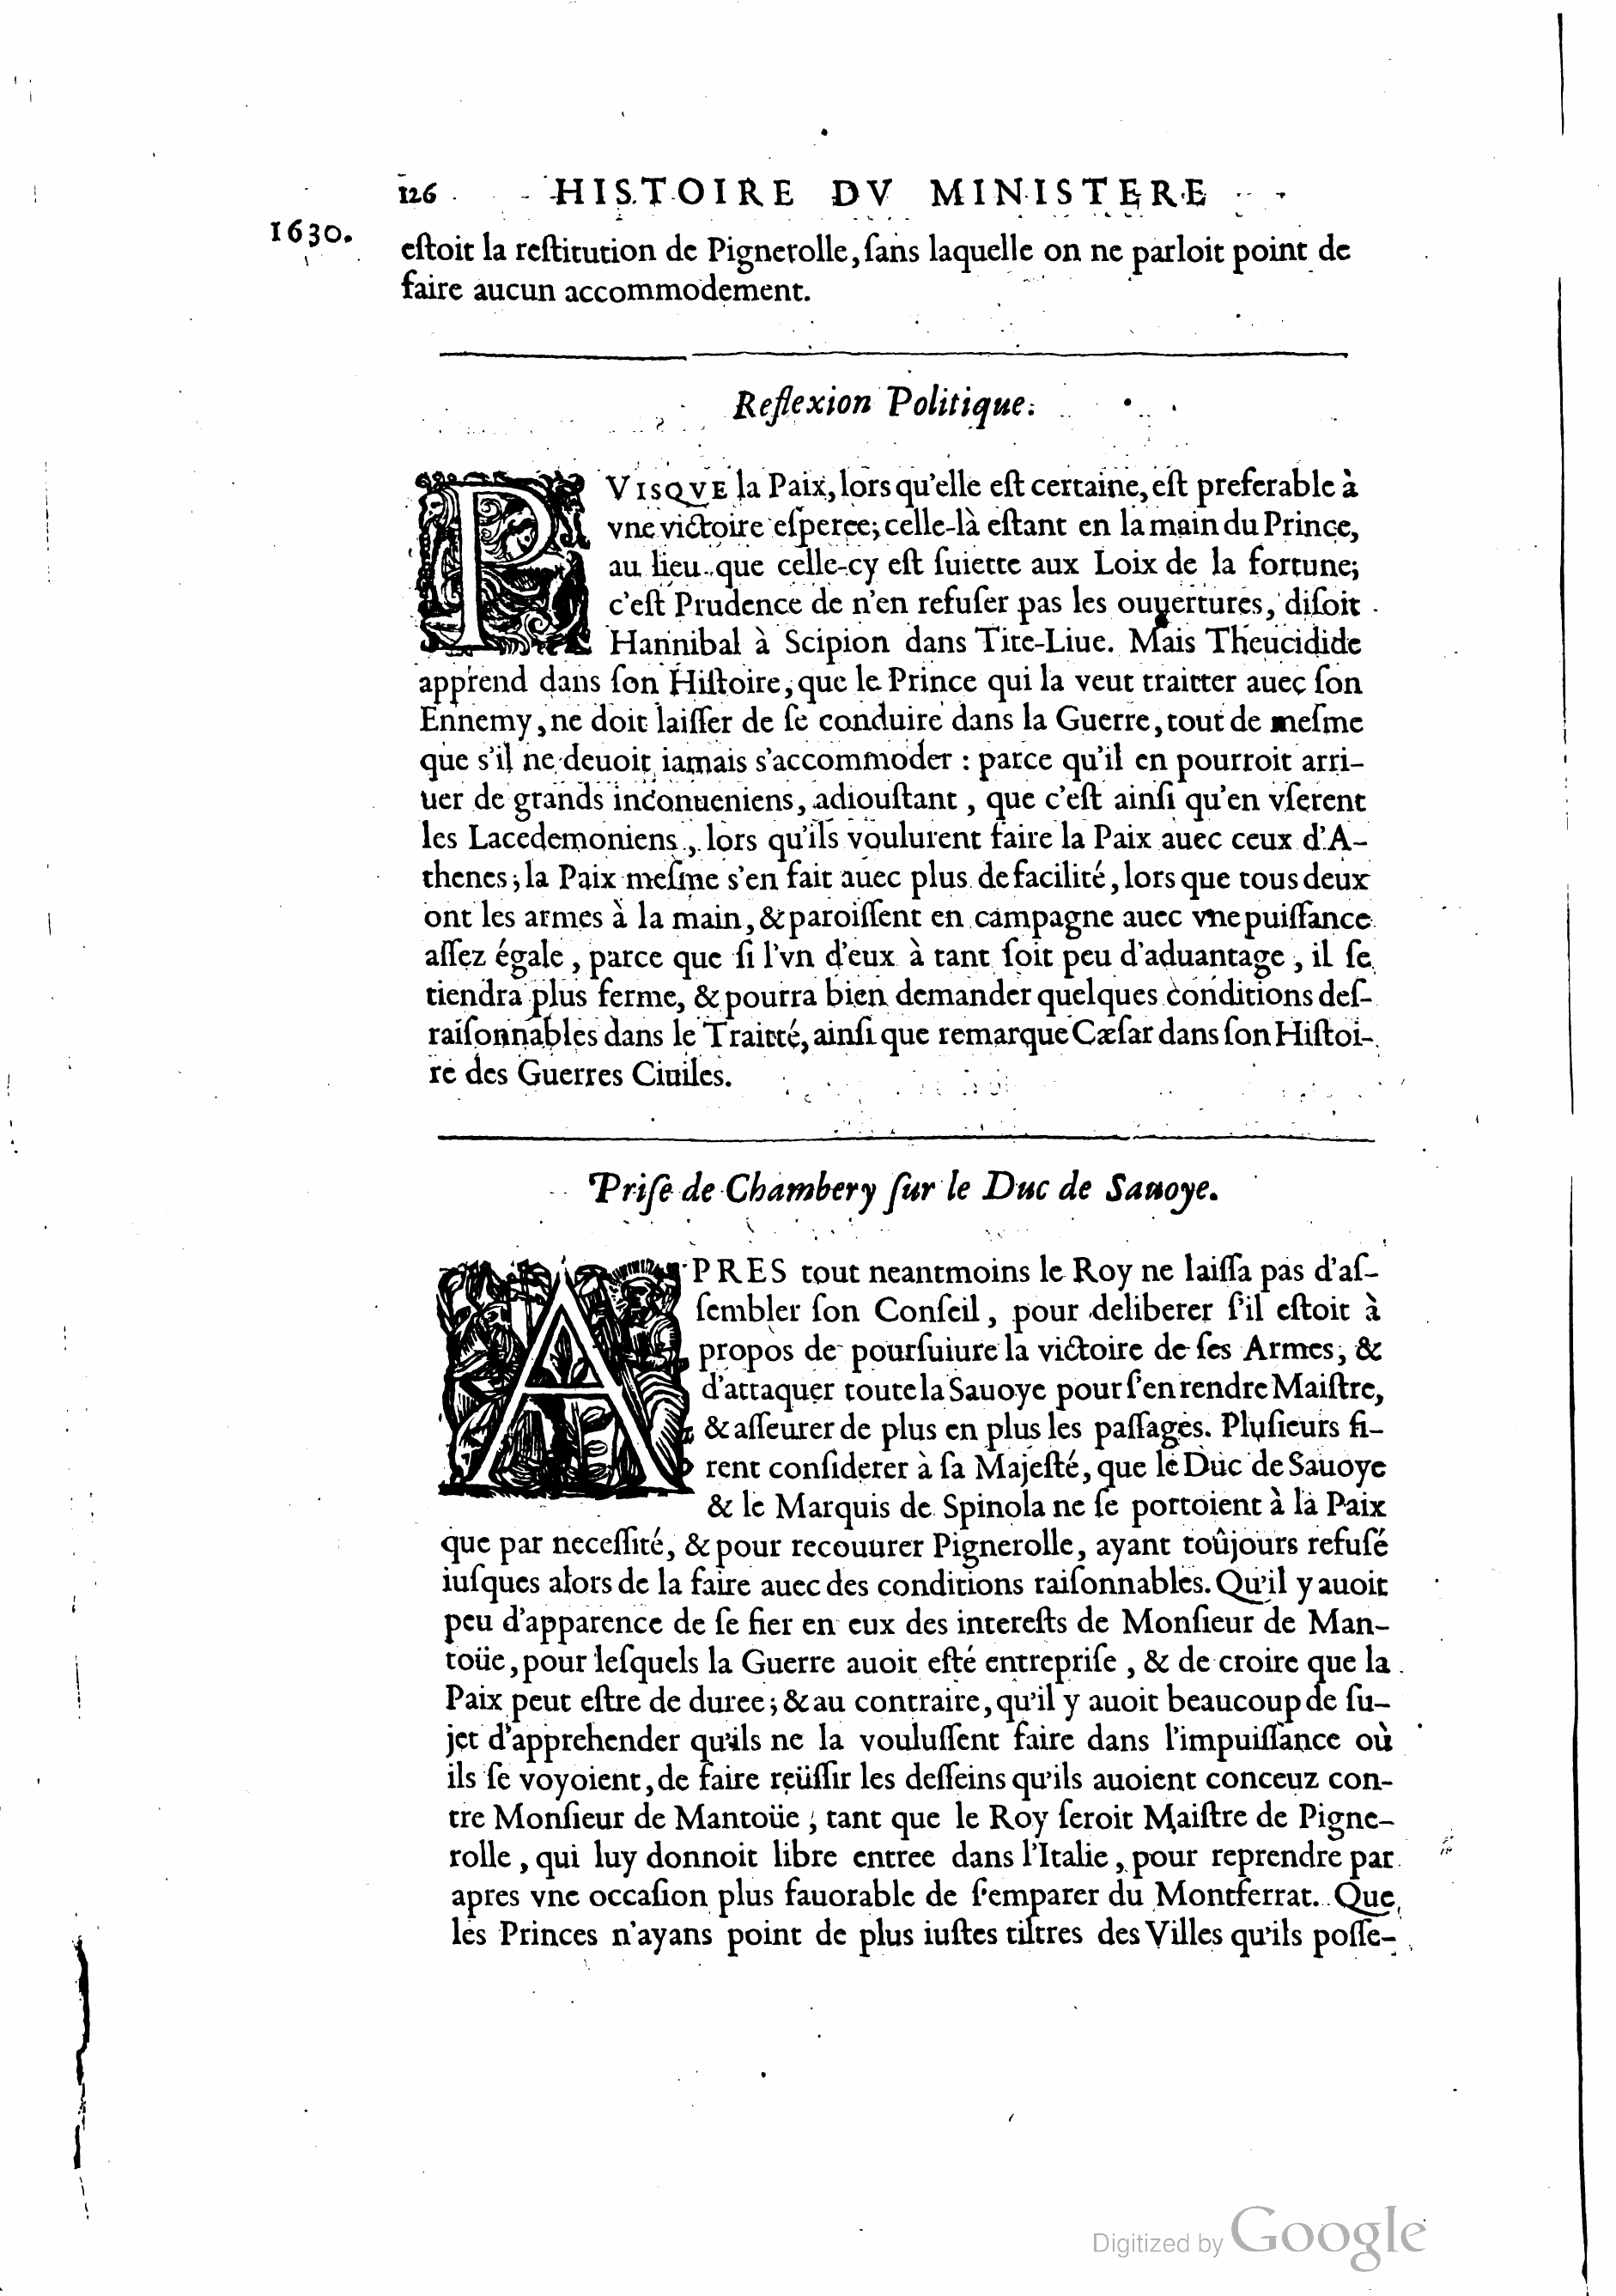 126 HISTOIRE DV MINISTERE
1630.
eſtoit la reſtitution de Pignerolle, ſans laquelle on ne parloit point de
faire aucun accommodement.
Reflexion Politique.
PVISQVE la Paix, lors qu'elle eſt certaine, eſt preferable à
vne victoire eſperee; celle-là eſtant en la main du Prince,
au lieu que celle-cy eſt ſuiette aux Loix de la fortune;
c'eſt Prudence de n'en refuſer pas les ouuertures, diſoit
Hannibal à Scipion dans Tite-Liue. Mais Theucidide
apprend dans ſon Hiſtoire, que le Prince qui la veut traitter auec ſon
Ennemy, ne doit laiſſer de ſe conduire dans la Guerre, tout de meſme
que s'il ne deuoit iamais s'accommoder : parce qu'il en pourroit arri-
uer de grands inconueniens, adiouſtant, que c'eſt ainſi qu'en vſerent
les Lacedemoniens, lors qu'ils voulurent faire la Paix auec ceux d'A-
thenes; la Paix meſme s'en fait auec plus de facilité, lors que tous deux
ont les armes à la main, & paroiſſent en campagne auec vne puiſſance
aſſez égale, parce que ſi l'vn d'eux à tant ſoit peu d'aduantage, il ſe
tiendra plus ferme, & pourra bien demander quelques conditions deſ-
raiſonnables dans le Traitté, ainſi que remarque Cæſar dans ſon Hiſtoi-
re des Guerres Ciuiles.
Priſe de Chambery ſur le Duc de Sauoye.
APRES tout neantmoins le Roy ne laiſſa pas d'aſ-
ſembler ſon Conſeil, pour deliberer ſ'il eſtoit à
propos de pourſuiure la victoire de ſes Armes, &
d'attaquer toute la Sauoye pour ſ'en rendre Maiſtre,
& aſſeurer de plus en plus les paſſages. Pluſieurs fi-
rent conſiderer à ſa Majeſté, que le Duc de Sauoye
& le Marquis de Spinola ne ſe portoient à la Paix
que par neceſſité, & pour recouurer Pignerolle, ayant toûjours refuſé
iuſques alors de la faire auec des conditions raiſonnables. Qu'il y auoit
peu d'apparence de ſe fier en eux des intereſts de Monſieur de Man-
toüe, pour leſquels la Guerre auoit eſté entrepriſe, & de croire que la
Paix peut eſtre de duree; & au contraire, qu'il y auoit beaucoup de ſu-
jet d'apprehender qu'ils ne la vouluſſent faire dans l'impuiſſance où
ils ſe voyoient, de faire reüſſir les deſſeins qu'ils auoient conceuz con-
tre Monſieur de Mantoüe; tant que le Roy ſeroit Maiſtre de Pigne-
rolle, qui luy donnoit libre entree dans l'Italie, pour reprendre par
apres vne occaſion plus fauorable de ſ'emparer du Montferrat. Que
les Princes n'ayans point de plus iuſtes tiltres des Villes qu'ils poſſe-
Digitized by Google